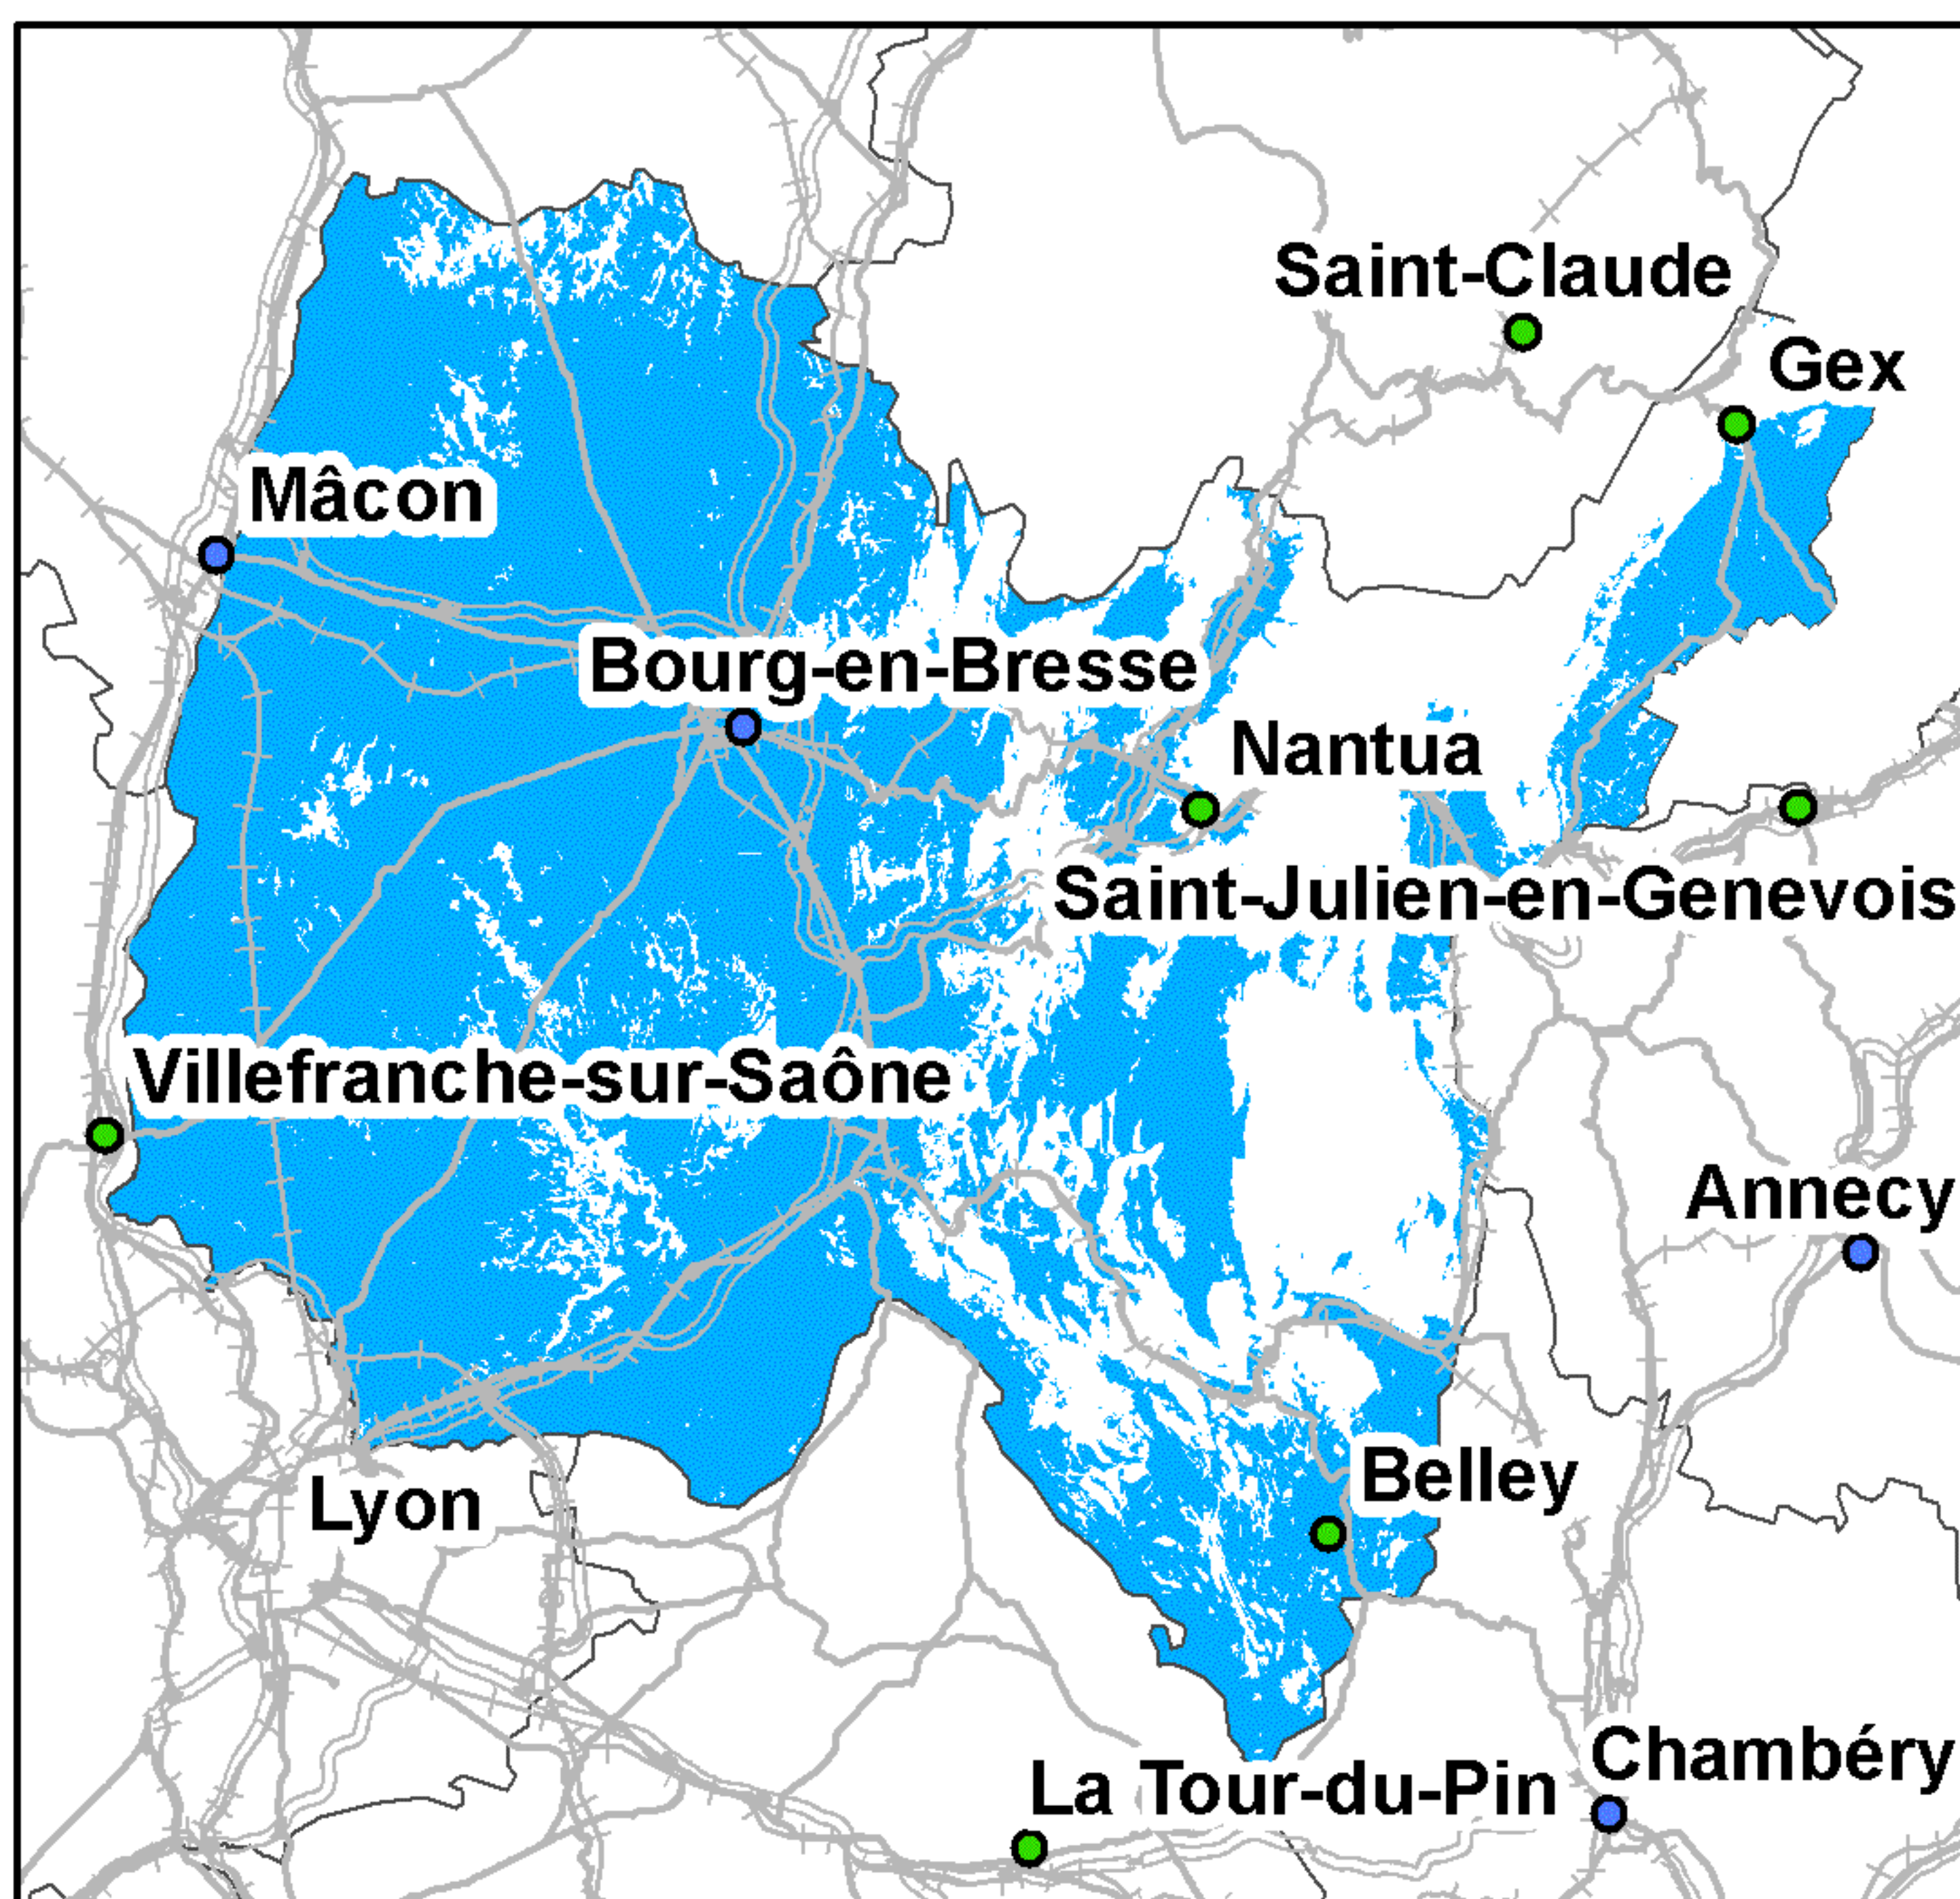 Saint-Claude
Gex
Mâcon
Bourg-en-Bresse
Nantua
Saint-Julien-en-Genevois
Villefranche-sur-Saône
Annecy
Belley
Lyon
Chambéry
La Tour-du-Pin